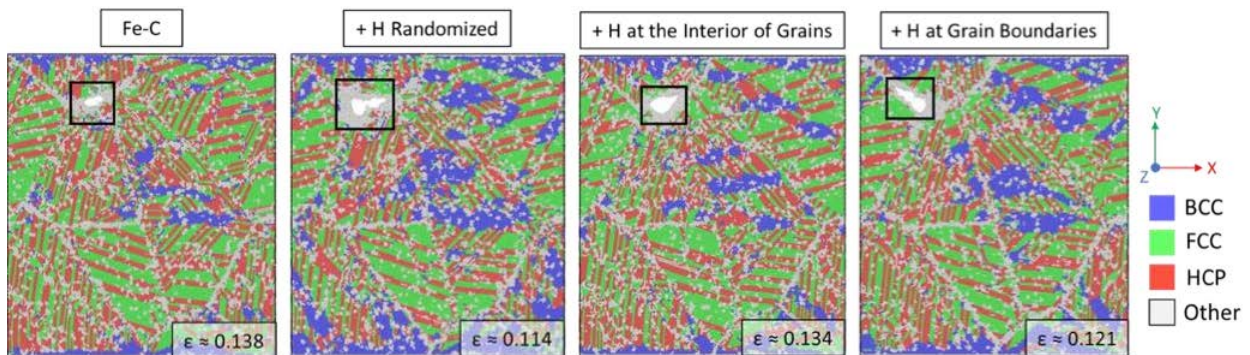 Fe-C
+ H Randomized
+ H at the Interior of Grains
+ H at Grain Boundaries
Y
Z
X
BCC
FCC
HCP
Other
ε ≈ 0.138
ε ≈ 0.114
ε ≈ 0.134
ε ≈ 0.121